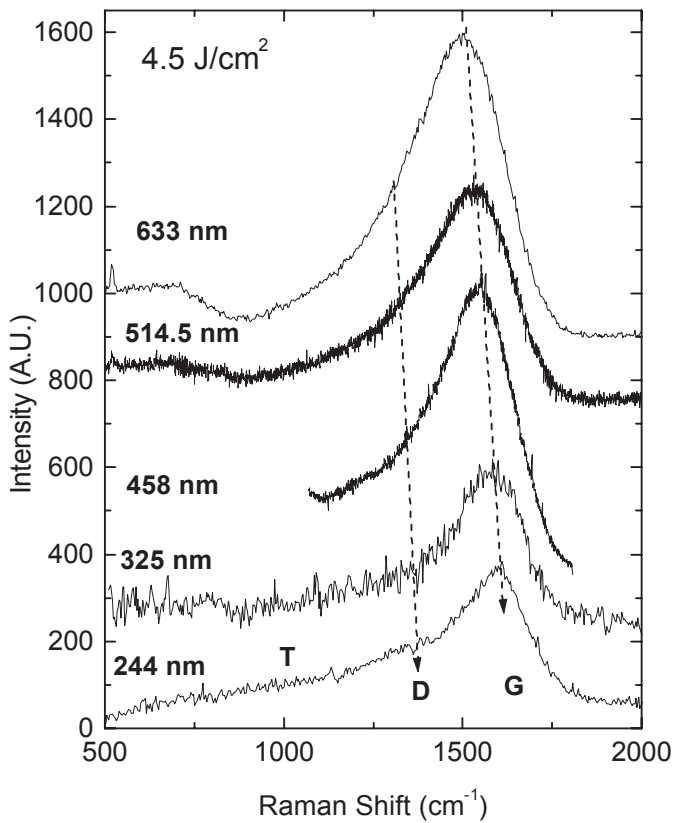 1600
4.5 J/cm²
1400
1200
633 nm
1000
514.5 nm
800
600
458 nm
400
325 nm
200
244 nm
T
D
G
0
500
1000
1500
2000
Intensity (A.U.)
Raman Shift (cm⁻¹)